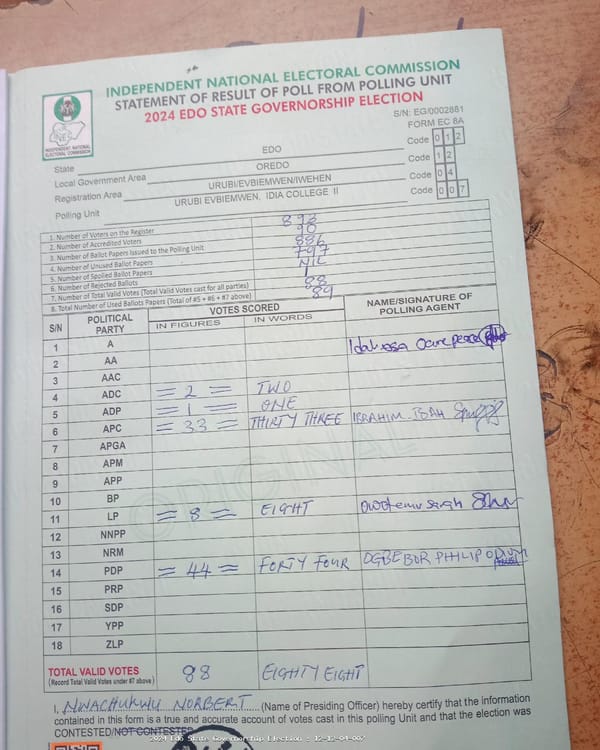 INDEPENDENT NATIONAL ELECTORAL COMMISSION
STATEMENT OF RESULT OF POLL FROM POLLING UNIT
2024 EDO STATE GOVERNORSHIP ELECTION
INDEPENDENT NATIONAL ELECTORAL COMMISSION
S/N: EG/0002881
FORM EC 8A
State EDO Code 0 1 2
Local Government Area OREDO Code 1 2
Registration Area URUBI/EVBIEMWEN/IWEHEN Code 0 4
Polling Unit URUBI EVBIEMWEN, IDIA COLLEGE II Code 0 0 7
1. Number of Voters on the Register 893
2. Number of Accredited Voters 90
3. Number of Ballot Papers Issued to the Polling Unit 886
4. Number of Unused Ballot Papers 797
5. Number of Spoiled Ballot Papers NIL
6. Number of Rejected Ballots 1
7. Number of Total Valid Votes (Total Valid Votes cast for all parties) 88
8. Total Number of Used Ballots Papers (Total of #5 + #6 + #7 above) 89
S/N POLITICAL PARTY VOTES SCORED NAME/SIGNATURE OF POLLING AGENT
IN FIGURES IN WORDS
1 A
2 AA
3 AAC
4 ADC = 2 = TWO
5 ADP = 1 = ONE
6 APC = 33 = THIRTY THREE IBRAHIM
7 APGA
8 APM
9 APP
10 BP
11 LP = 8 = EIGHT
12 NNPP
13 NRM
14 PDP = 44 = FORTY FOUR OGBEBOR PHILIP
15 PRP
16 SDP
17 YPP
18 ZLP
ORIGINAL
TOTAL VALID VOTES 88 EIGHTY EIGHT
(Record Total Valid Votes under #7 above)
I, NWACHUKWU NORBERT (Name of Presiding Officer) hereby certify that the information
contained in this form is a true and accurate account of votes cast in this polling Unit and that the election was
CONTESTED/NOT CONTESTED
2024 Edo State Governorship Election - 12-12-04-007